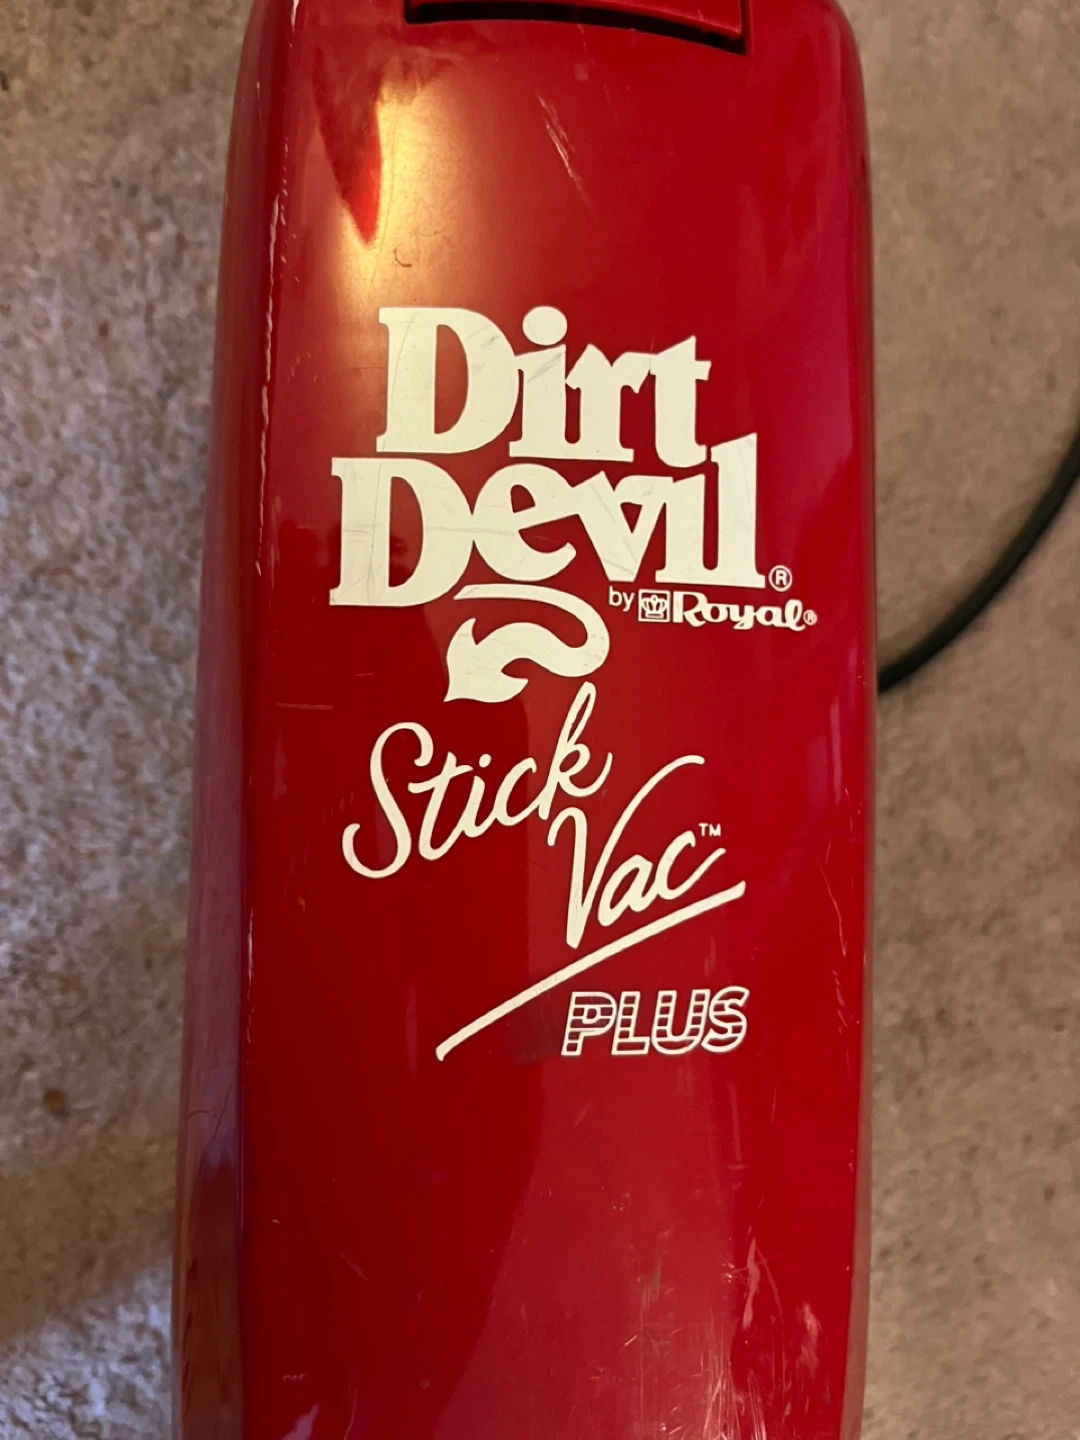 Dirt
Devil®
by Royal®
Stick
Vac™
PLUS